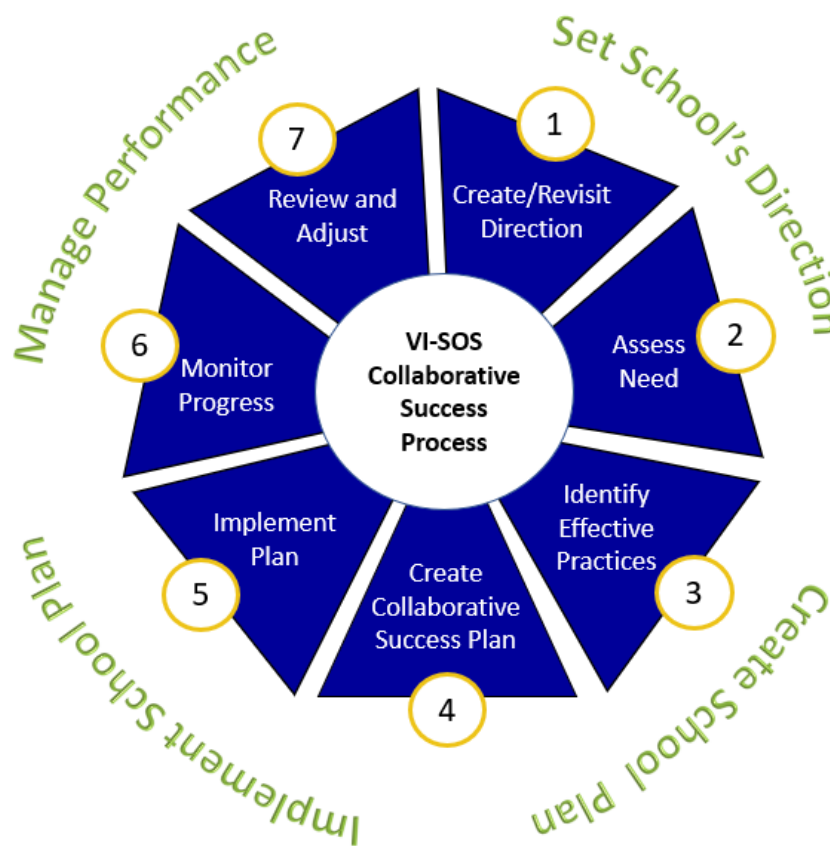 Set School's Direction
1
Create/Revisit
Direction
2
Assess
Need
Create School Plan
3
Identify
Effective
Practices
4
Create
Collaborative
Success Plan
Implement School Plan
5
Implement
Plan
Manage Performance
6
Monitor
Progress
7
Review and
Adjust
VI-SOS
Collaborative
Success
Process